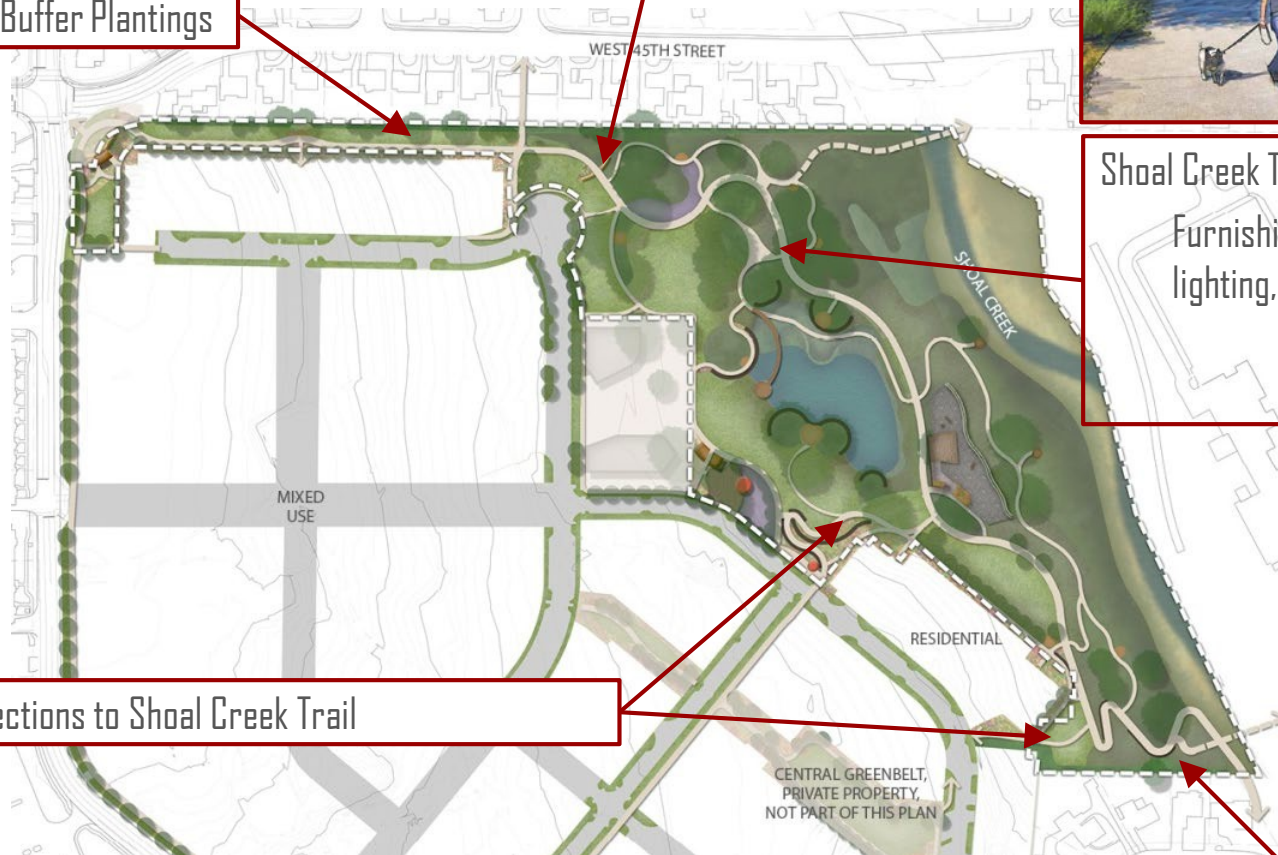 Buffer Plantings
WEST 45TH STREET
Shoal Creek
Furnishi
lighting,
SHOAL CREEK
MIXED
USE
RESIDENTIAL
ections to Shoal Creek Trail
CENTRAL GREENBELT,
PRIVATE PROPERTY,
NOT PART OF THIS PLAN